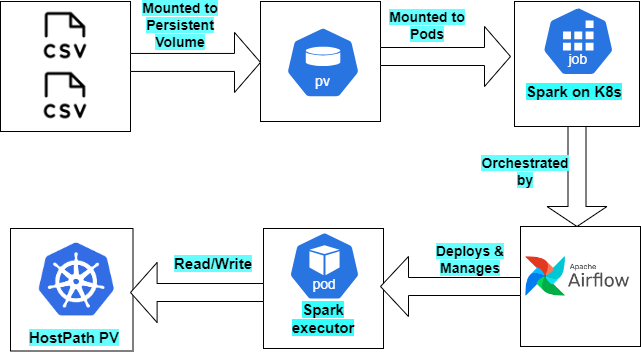 CSV
CSV
Mounted to
Persistent
Volume
pv
Mounted to
Pods
job
Spark on K8s
Orchestrated
by
Apache
Airflow
Deploys &
Manages
pod
Spark
executor
Read/Write
HostPath PV